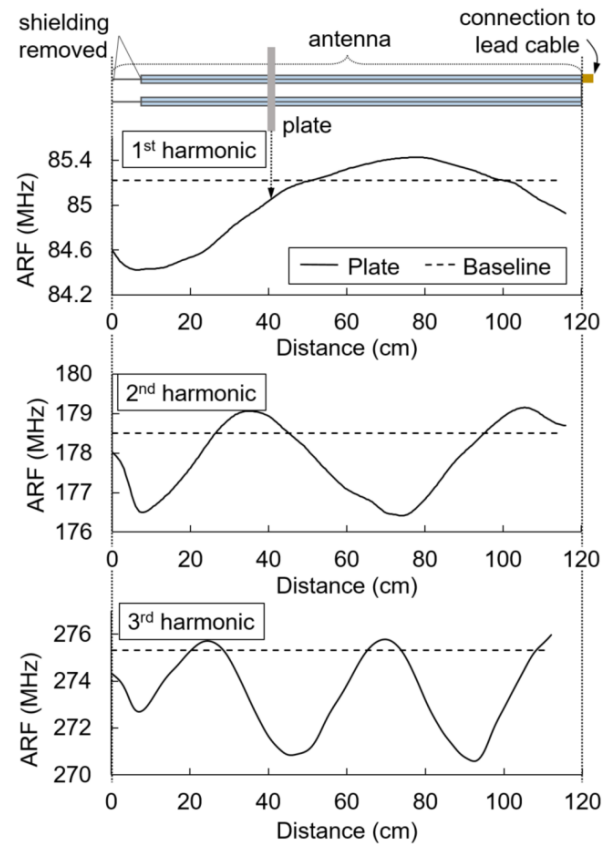 shielding removed
antenna
connection to lead cable
plate
1st harmonic
ARF (MHz)
85.4
85
84.6
84.2
Plate
Baseline
0 20 40 60 80 100 120
Distance (cm)
2nd harmonic
ARF (MHz)
180
179
178
177
176
0 20 40 60 80 100 120
Distance (cm)
3rd harmonic
ARF (MHz)
276
274
272
270
0 20 40 60 80 100 120
Distance (cm)